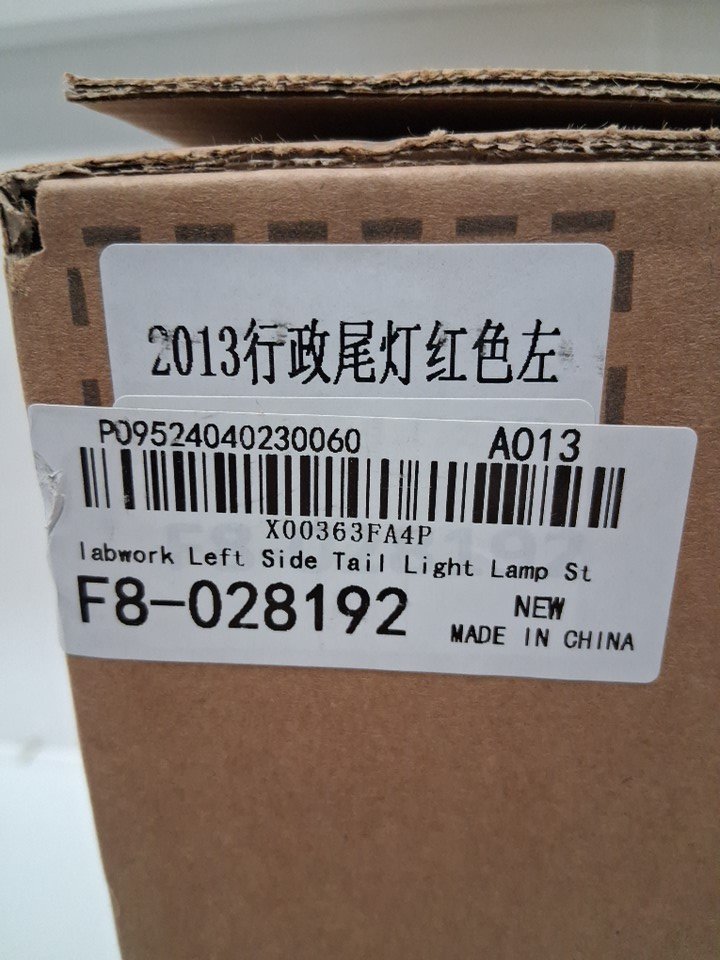 2013行政尾灯红色左
P09524040230060 A013
X00363FA4P
labwork Left Side Tail Light Lamp St
F8-028192 NEW
MADE IN CHINA